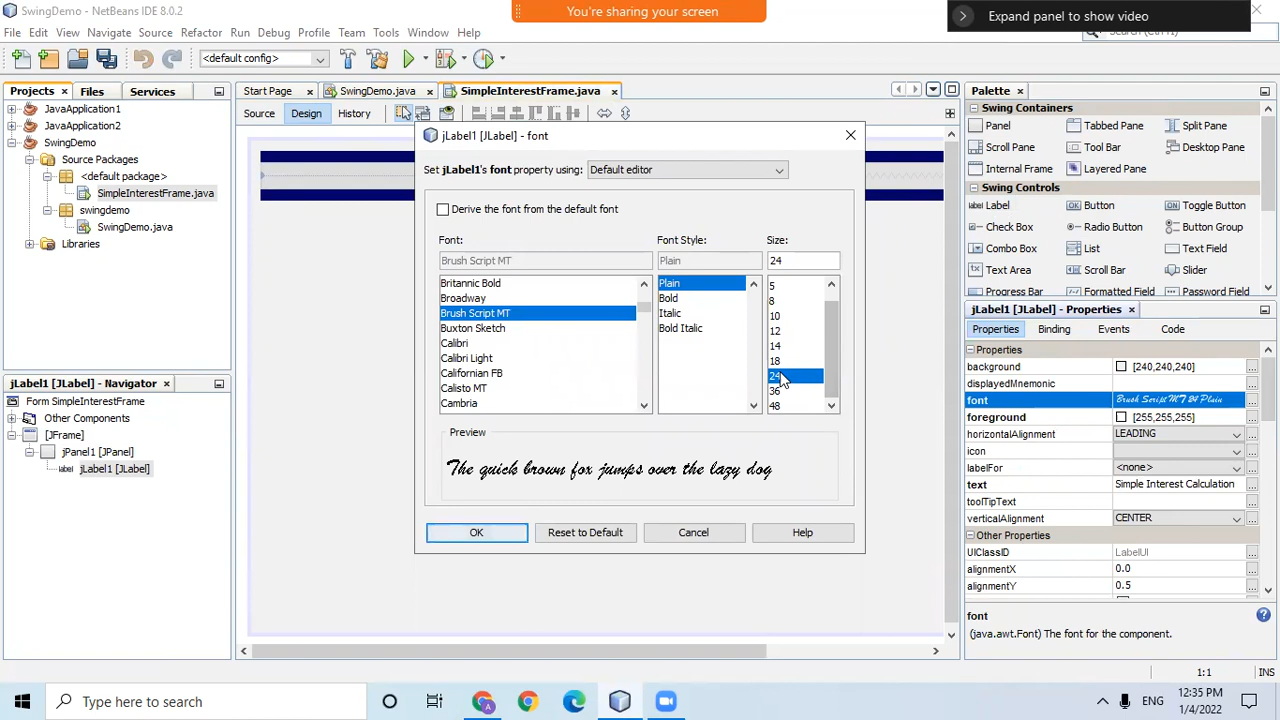 SwingDemo - NetBeans IDE 8.0.2
You're sharing your screen
Expand panel to show video
File Edit View Navigate Source Refactor Run Debug Profile Team Tools Window Help
Search (Ctrl+I)
<default config>
Projects Files Services
Start Page SwingDemo.java SimpleInterestFrame.java
Palette
JavaApplication1
JavaApplication2
SwingDemo
Source Packages
<default package>
SimpleInterestFrame.java
swingdemo
SwingDemo.java
Libraries
Source Design History
jLabel1 [JLabel] - font
Set jLabel1's font property using: Default editor
Derive the font from the default font
Font: Font Style: Size:
Brush Script MT Plain 24
Britannic Bold
Broadway
Brush Script MT
Buxton Sketch
Calibri
Calibri Light
Californian FB
Calisto MT
Cambria
Plain
Bold
Italic
Bold Italic
5
8
10
12
14
18
24
36
48
Preview
The quick brown fox jumps over the lazy dog
OK Reset to Default Cancel Help
Swing Containers
Panel Tabbed Pane Split Pane
Scroll Pane Tool Bar Desktop Pane
Internal Frame Layered Pane
Swing Controls
Label Button Toggle Button
Check Box Radio Button Button Group
Combo Box List Text Field
Text Area Scroll Bar Slider
Progress Bar Formatted Field Password Field
jLabel1 [JLabel] - Properties
Properties Binding Events Code
Properties
background [240,240,240]
displayedMnemonic
font Brush Script MT 24 Plain
foreground [255,255,255]
horizontalAlignment LEADING
icon
labelFor <none>
text Simple Interest Calculation
toolTipText
verticalAlignment CENTER
Other Properties
UIClassID LabelUI
alignmentX 0.0
alignmentY 0.5
font
(java.awt.Font) The font for the component.
jLabel1 [JLabel] - Navigator
Form SimpleInterestFrame
Other Components
[JFrame]
jPanel1 [JPanel]
jLabel1 [JLabel]
1:1 INS
Type here to search
ENG
12:35 PM
1/4/2022